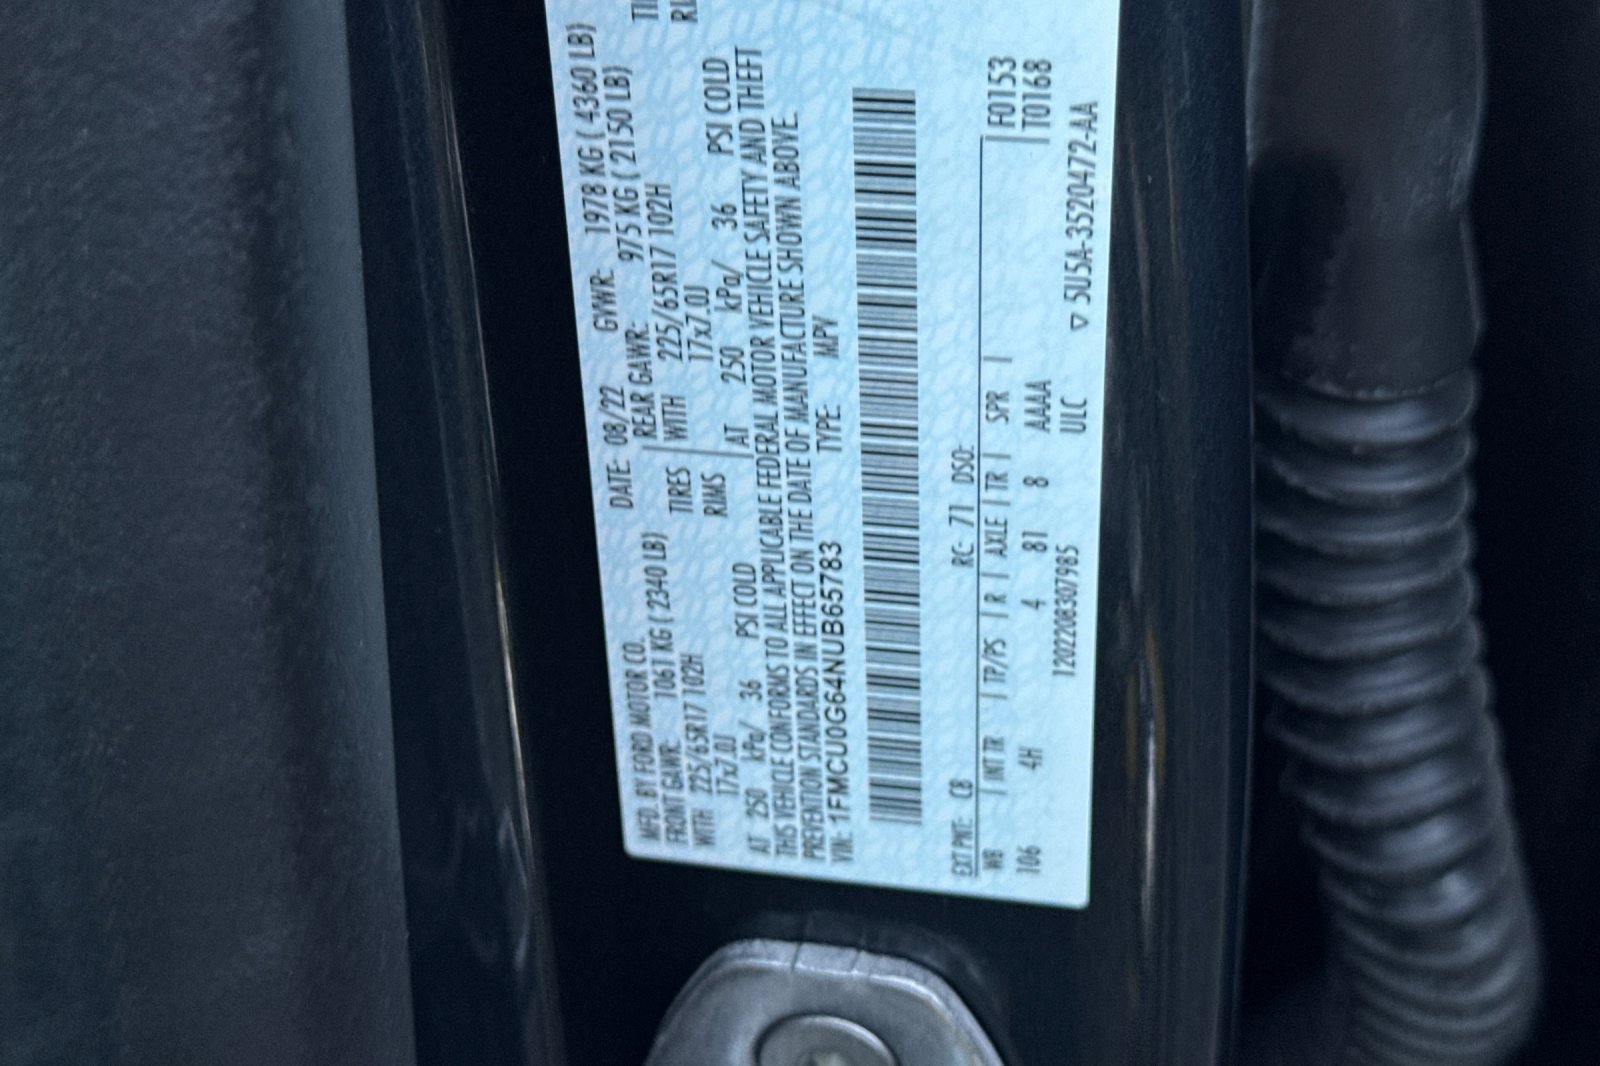 MFD. BY FORD MOTOR CO. DATE: 08/22 GVWR: 1978 KG ( 4360 LB)
FRONT GAWR: 1061 KG ( 2340 LB) REAR GAWR: 975 KG ( 2150 LB)
WITH 225/65R17 102H TIRES WITH 225/65R17 102H
17x7.0J RIMS 17x7.0J
AT 250 kPa/ 36 PSI COLD AT 250 kPa/ 36 PSI COLD
THIS VEHICLE CONFORMS TO ALL APPLICABLE FEDERAL MOTOR VEHICLE SAFETY AND THEFT
PREVENTION STANDARDS IN EFFECT ON THE DATE OF MANUFACTURE SHOWN ABOVE.
VIN: 1FMCU0G64NUB65783 TYPE: MPV
EXT PNT: C8 RC: 71 DSO: F0153
WB | INT TR | TP/PS | R | AXLE | TR | SPR | T0168
106 4H 4 81 8 AAAA
12022083​07985 ULC ▽ 5U5A-3520472-AA